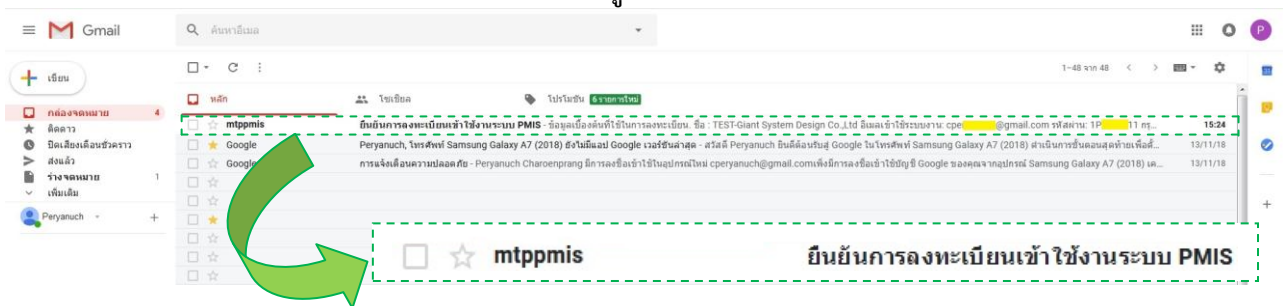 Gmail
ค้นหาอีเมล
P
เขียน
1–48 จาก 48
หลัก
โซเชียล
โปรโมชัน 6 รายการใหม่
กล่องจดหมาย 4
ติดดาว
ปิดเสียงเตือนชั่วคราว
ส่งแล้ว
ร่างจดหมาย 1
เพิ่มเติม
Peryanuch
mtppmis ยืนยันการลงทะเบียนเข้าใช้งานระบบ PMIS - ข้อมูลเบื้องต้นที่ใช้ในการลงทะเบียน. ชื่อ : TEST-Giant System Design Co.,Ltd อีเมลเข้าใช้ระบบงาน: cpe @gmail.com รหัสผ่าน: 1P 11 กรุ... 15:24
Google Peryanuch, โทรศัพท์ Samsung Galaxy A7 (2018) ยังไม่มีแอป Google เวอร์ชันล่าสุด - สวัสดี Peryanuch ยินดีต้อนรับสู่ Google ในโทรศัพท์ Samsung Galaxy A7 (2018) ดำเนินการขั้นตอนสุดท้ายเพื่อสั... 13/11/18
Google การแจ้งเตือนความปลอดภัย - Peryanuch Charoenprang มีการลงชื่อเข้าใช้ในอุปกรณ์ใหม่ cperyanuch@gmail.comเพิ่งมีการลงชื่อเข้าใช้บัญชี Google ของคุณจากอุปกรณ์ Samsung Galaxy A7 (2018) เค... 13/11/18
mtppmis ยืนยันการลงทะเบียนเข้าใช้งานระบบ PMIS